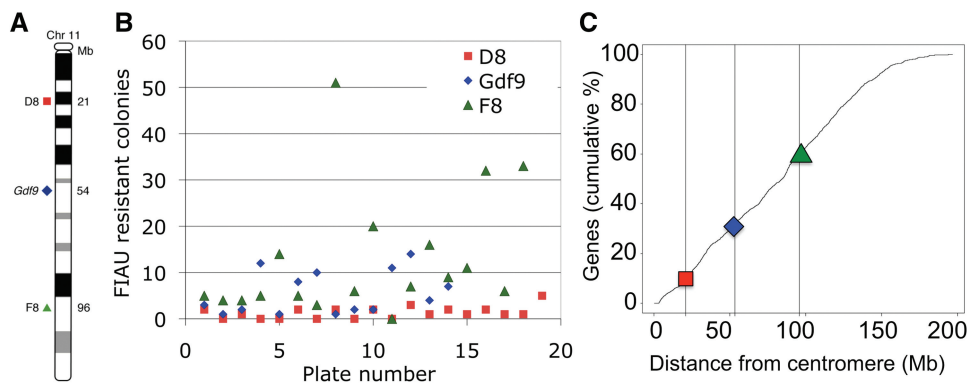 A
Chr 11
Mb
D8 21
Gdf9 54
F8 96
B
FIAU resistant colonies
60
50
40
30
20
10
0
D8
Gdf9
F8
0 5 10 15 20
Plate number
C
Genes (cumulative %)
100
80
60
40
20
0
0 50 100 150 200
Distance from centromere (Mb)